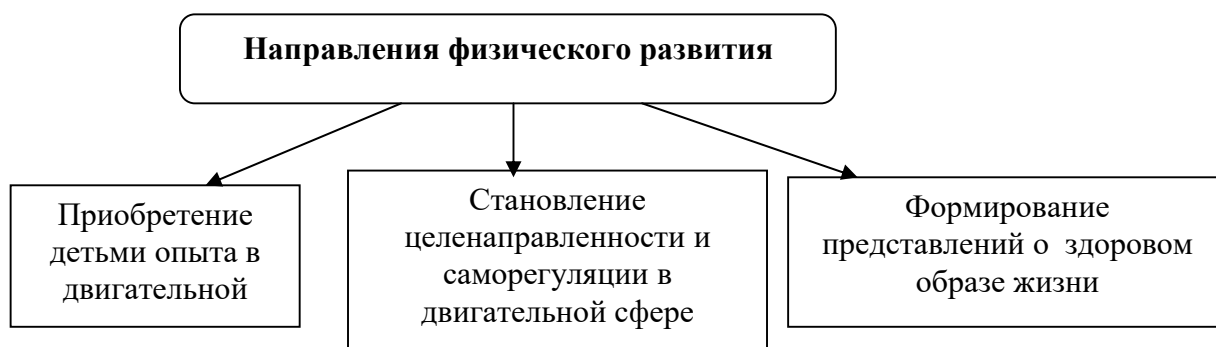 Направления физического развития
Приобретение
детьми опыта в
двигательной
Становление
целенаправленности и
саморегуляции в
двигательной сфере
Формирование
представлений о здоровом
образе жизни